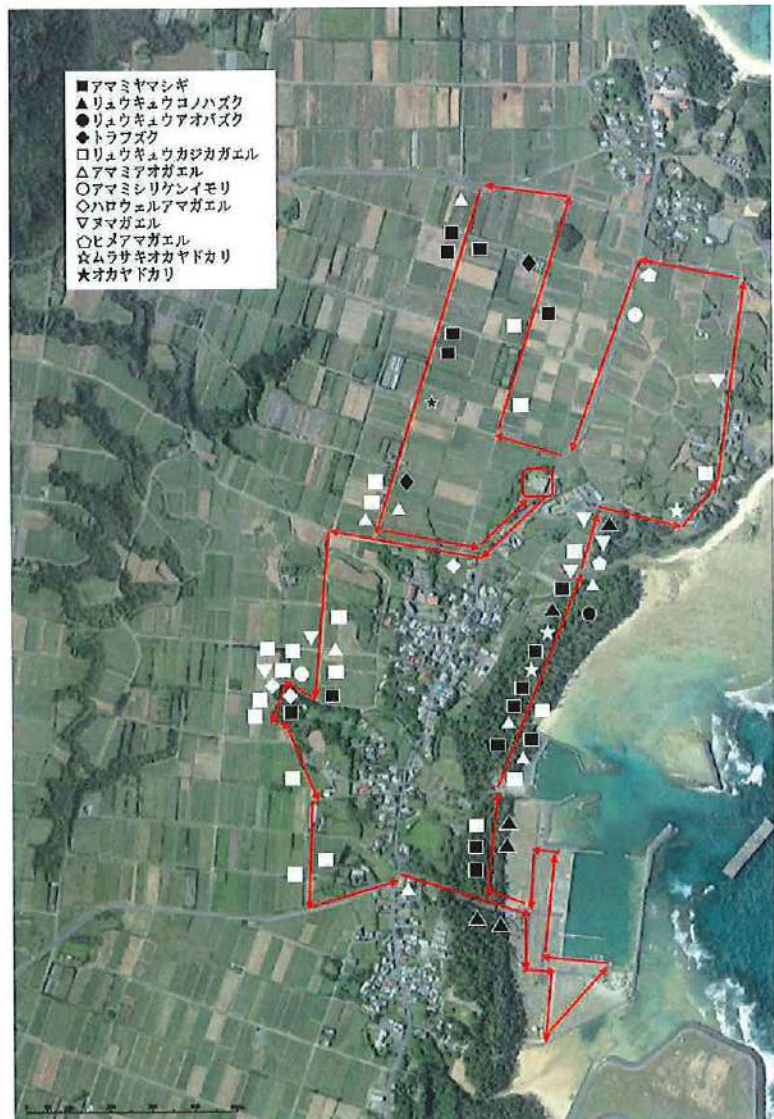 ■アマミヤマシギ
▲リュウキュウコノハズク
●リュウキュウアオバズク
◆トラフズク
□リュウキュウカジカガエル
△アマミアオガエル
○アマミシリケンイモリ
◇ハロウェルアマガエル
▽ヌマガエル
⬠ヒメアマガエル
☆ムラサキオカヤドカリ
★オカヤドカリ